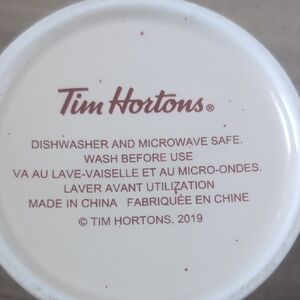 Tim Hortons®
DISHWASHER AND MICROWAVE SAFE.
WASH BEFORE USE
VA AU LAVE-VAISELLE ET AU MICRO-ONDES.
LAVER AVANT UTILIZATION
MADE IN CHINA FABRIQUÉE EN CHINE
© TIM HORTONS, 2019